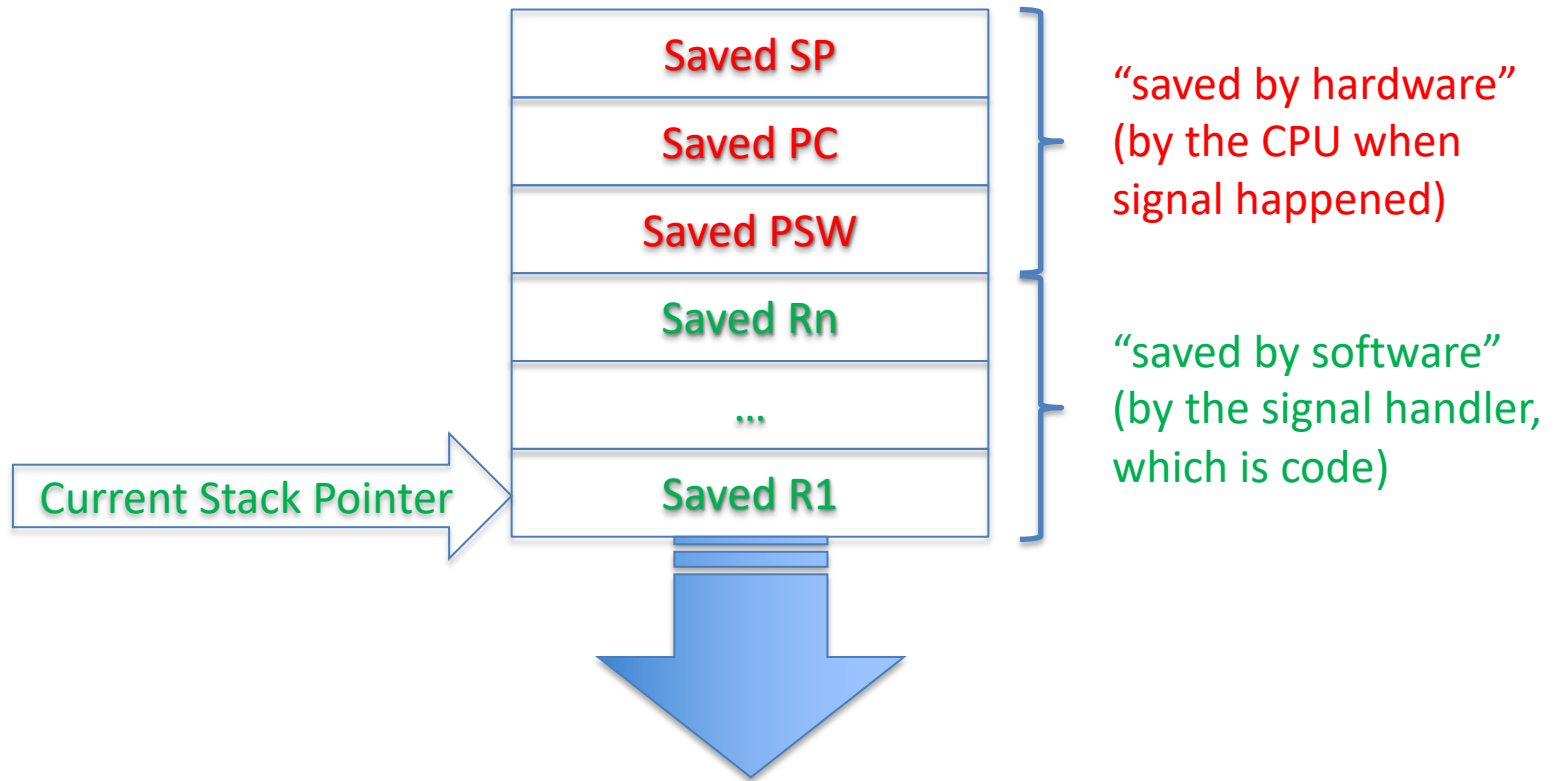 Saved SP
Saved PC
Saved PSW
Saved Rn
...
Saved R1
“saved by hardware”
(by the CPU when
signal happened)
“saved by software”
(by the signal handler,
which is code)
Current Stack Pointer